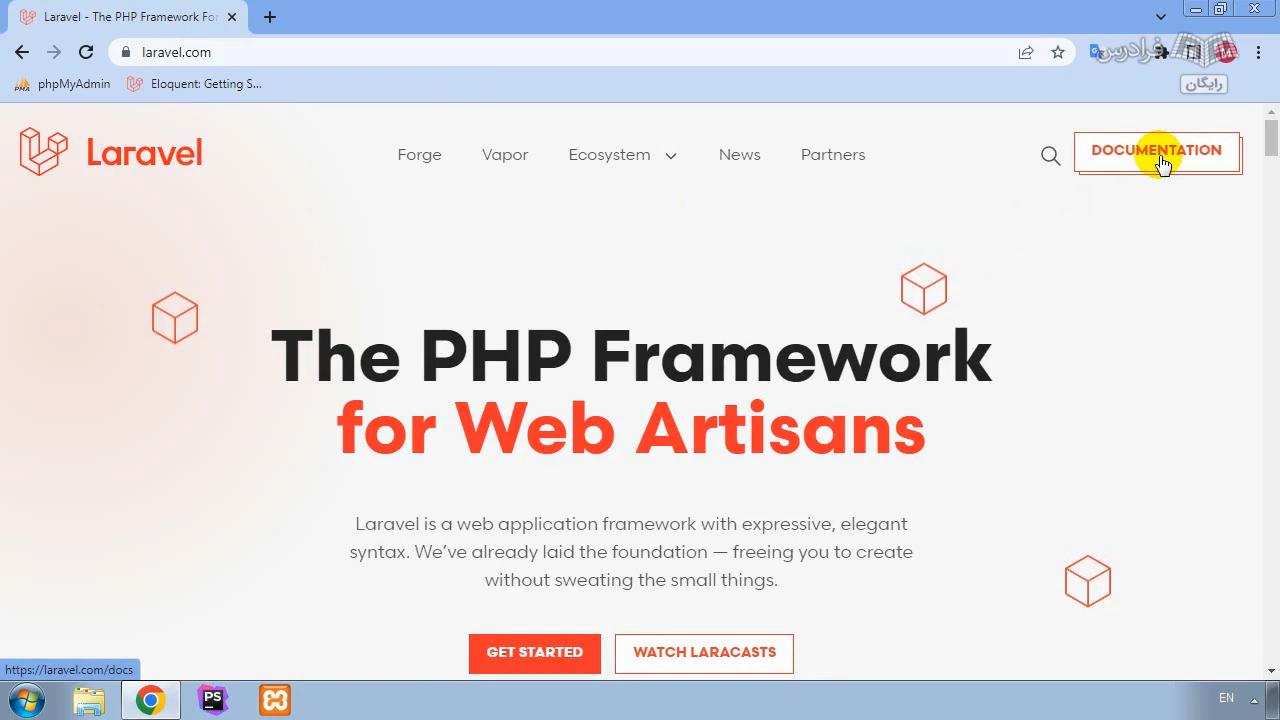 Laravel - The PHP Framework For
laravel.com
فرادرس
رایگان
phpMyAdmin
Eloquent: Getting S...
Laravel
Forge
Vapor
Ecosystem
News
Partners
DOCUMENTATION
The PHP Framework
for Web Artisans
Laravel is a web application framework with expressive, elegant
syntax. We've already laid the foundation — freeing you to create
without sweating the small things.
GET STARTED
WATCH LARACASTS
https://laravel.com/docs
PS
EN